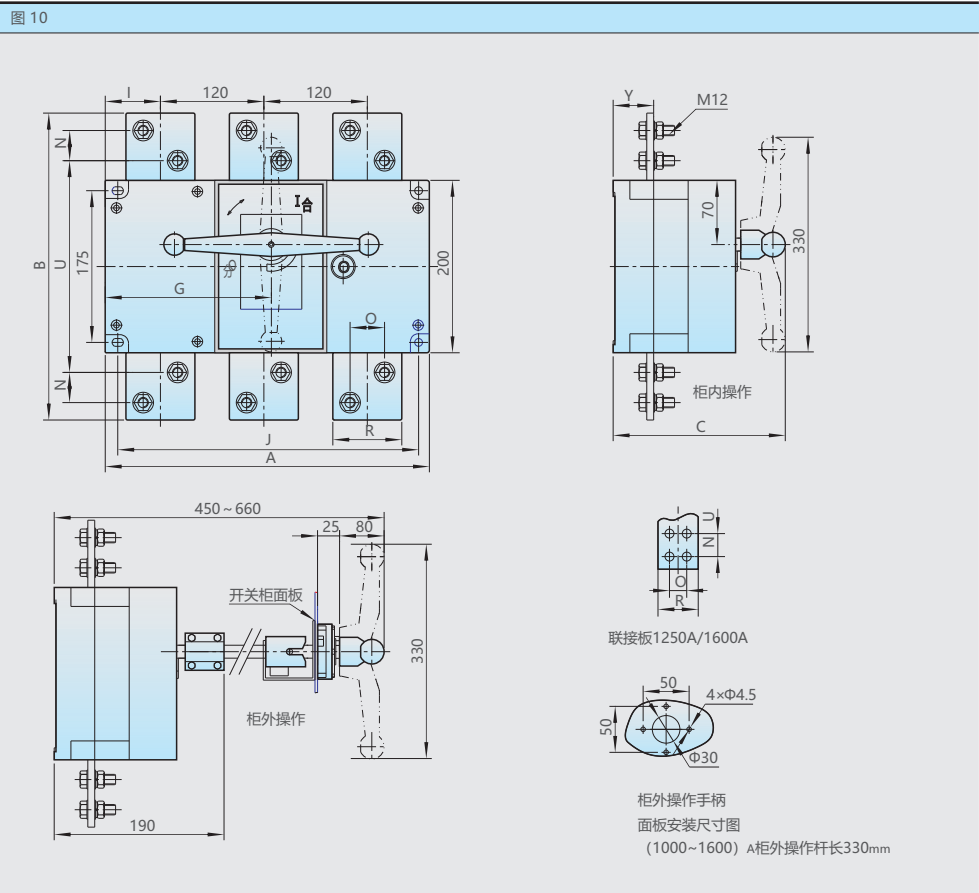 图 10
I
120
120
N
B
U
175
N
I合
分
O
G
200
O
R
J
A
Y
M12
70
330
柜内操作
C
450～660
25
80
开关柜面板
330
柜外操作
190
U
N
O
R
联接板1250A/1600A
50
50
4×Φ4.5
Φ30
柜外操作手柄
面板安装尺寸图
（1000~1600）A柜外操作杆长330mm